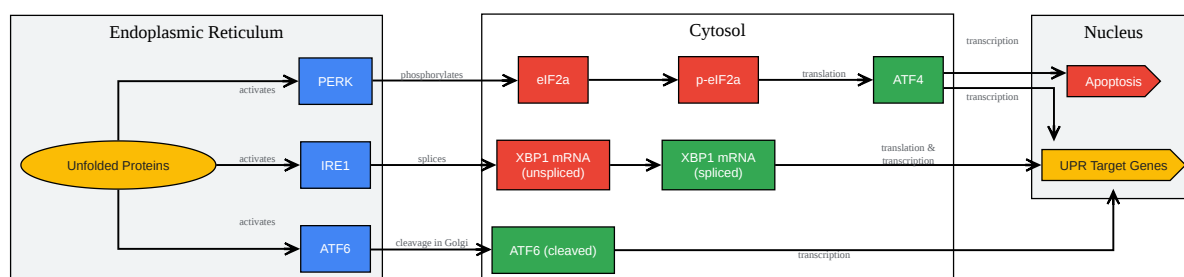 Endoplasmic Reticulum
Cytosol
Nucleus
transcription
PERK
phosphorylates
eIF2a
p-eIF2a
translation
ATF4
Apoptosis
activates
transcription
Unfolded Proteins
activates
IRE1
splices
XBP1 mRNA
(unspliced)
XBP1 mRNA
(spliced)
translation &
transcription
UPR Target Genes
activates
ATF6
cleavage in Golgi
ATF6 (cleaved)
transcription